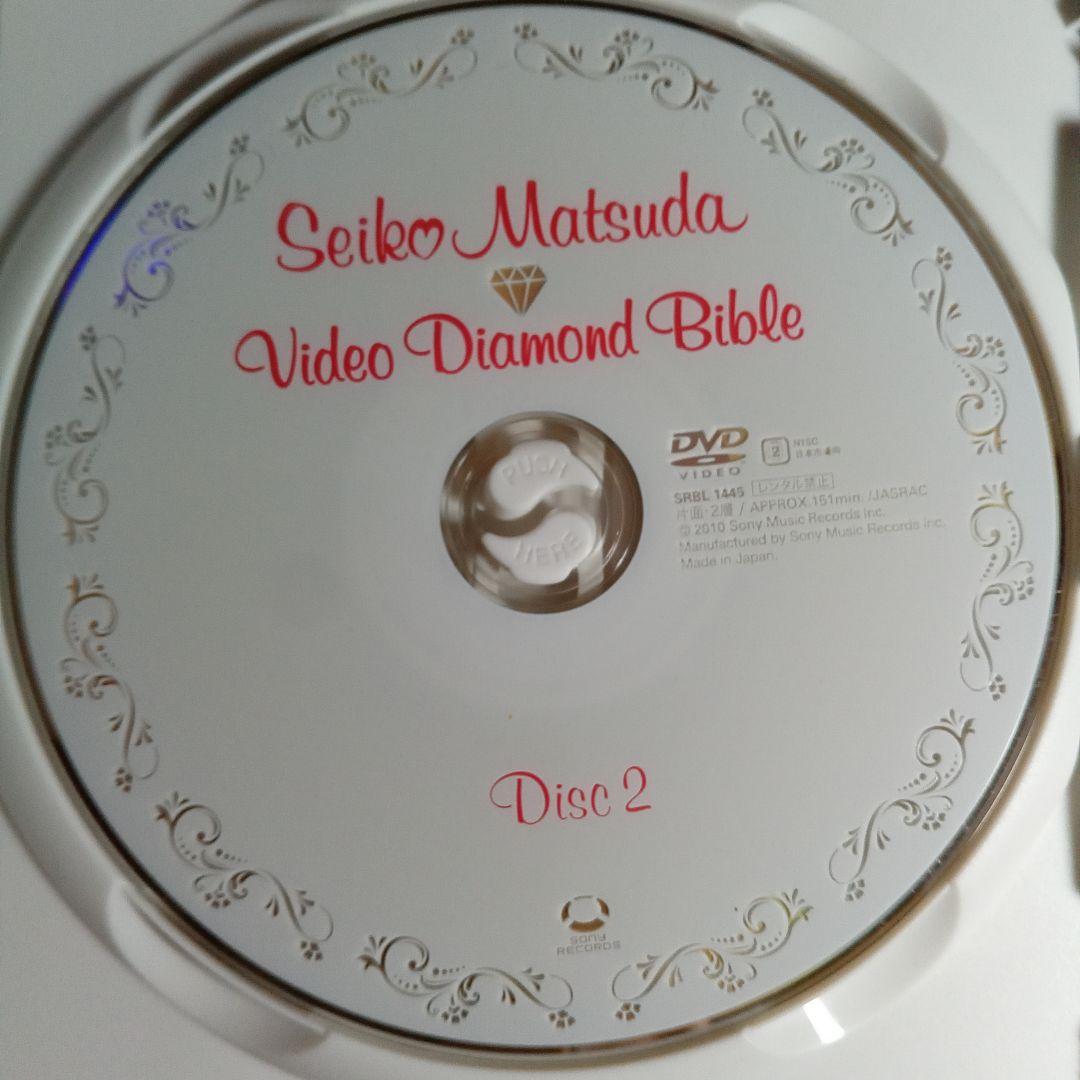 Seiko Matsuda
Video Diamond Bible
PUSH
HERE
DVD
VIDEO
2
NTSC
日本市場向
SRBL 1445 レンタル禁止
片面・2層 / APPROX.151min. /JASRAC
© 2010 Sony Music Records Inc.
Manufactured by Sony Music Records Inc.
Made in Japan.
Disc 2
SONY
RECORDS